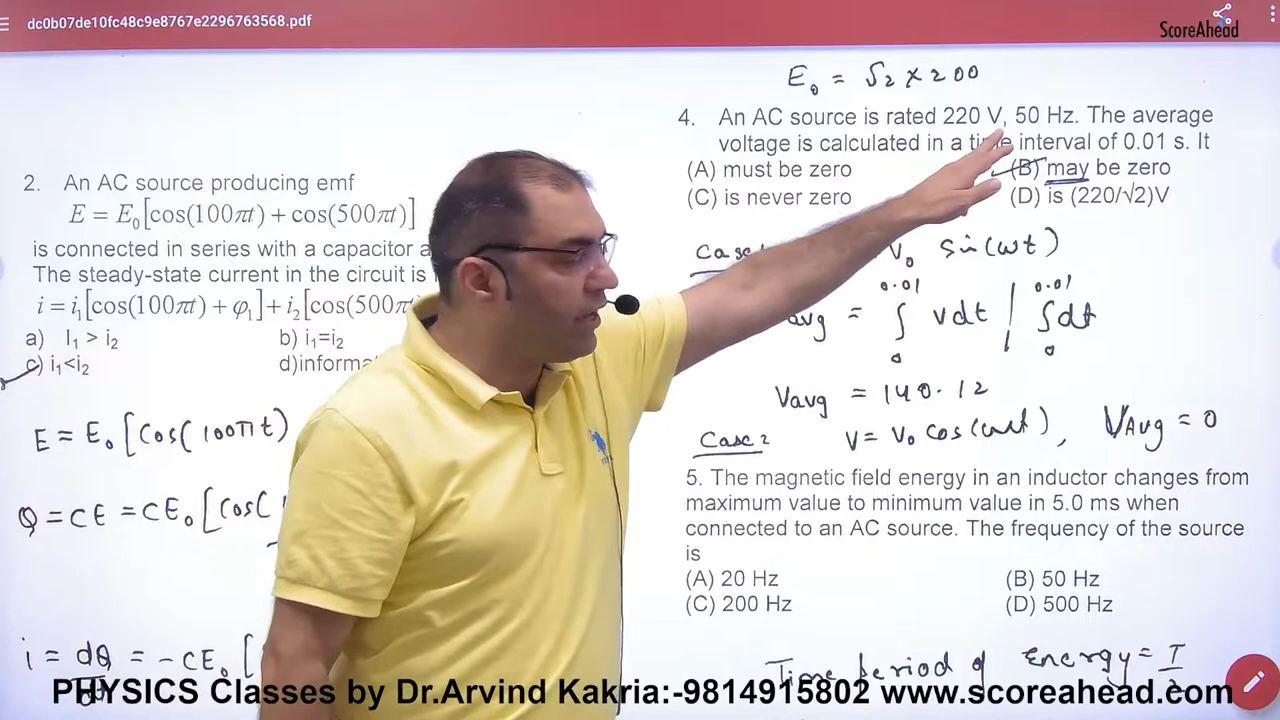 dc0b07de10fc48c9e8767e2296763568.pdf
ScoreAhead
2. An AC source producing emf
E = E₀[cos(100πt) + cos(500πt)]
is connected in series with a capacitor a
The steady-state current in the circuit is
i = i₁[cos(100πt) + φ₁] + i₂[cos(500π
a) I₁ > i₂
b) i₁=i₂
c) i₁<i₂
d)informa
E = E₀ [cos(100πt)
Q = CE = CE₀ [cos(
i = dQ = -CE₀ [
E₀ = √2 × 200
4. An AC source is rated 220 V, 50 Hz. The average
voltage is calculated in a time interval of 0.01 s. It
(A) must be zero
(B) may be zero
(C) is never zero
(D) is (220/√2)V
Case
V₀ sin(ωt)
avg = ∫₀^0.01 vdt / ∫₀^0.01 dt
Vavg = 140.12
Case 2 V = V₀ cos(ωt), VAvg = 0
5. The magnetic field energy in an inductor changes from
maximum value to minimum value in 5.0 ms when
connected to an AC source. The frequency of the source
is
(A) 20 Hz
(B) 50 Hz
(C) 200 Hz
(D) 500 Hz
Time period of energy = T
PHYSICS Classes by Dr.Arvind Kakria:-9814915802 www.scoreahead.com